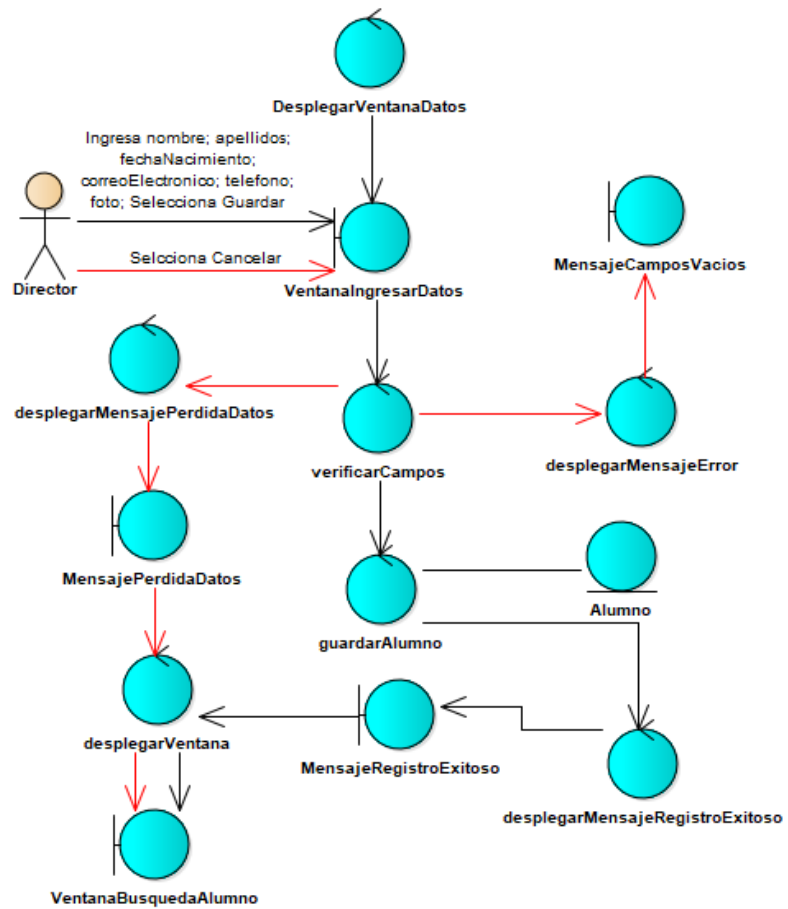 DesplegarVentanaDatos
Ingresa nombre; apellidos;
fechaNacimiento;
correoElectronico; telefono;
foto; Selecciona Guardar
Selcciona Cancelar
Director
VentanaIngresarDatos
MensajeCamposVacios
desplegarMensajePerdidaDatos
verificarCampos
desplegarMensajeError
MensajePerdidaDatos
guardarAlumno
Alumno
desplegarVentana
MensajeRegistroExitoso
desplegarMensajeRegistroExitoso
VentanaBusquedaAlumno